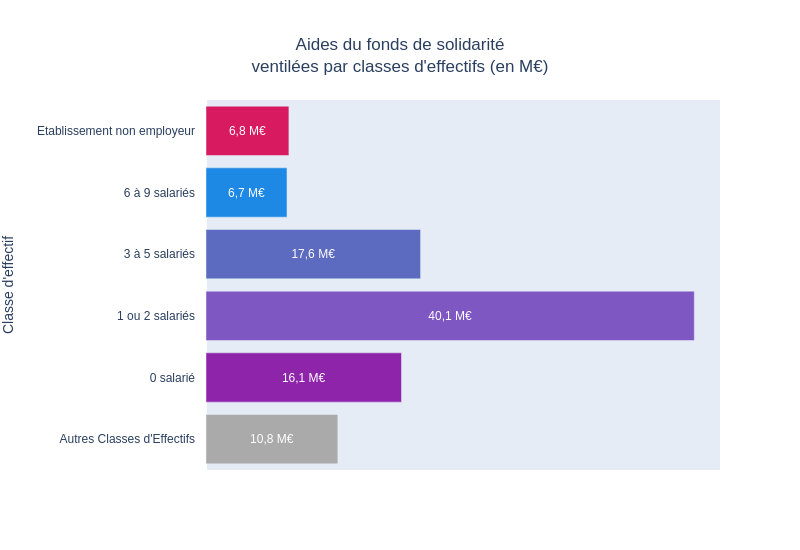 Aides du fonds de solidarité
ventilées par classes d'effectifs (en M€)
Classe d'effectif
Etablissement non employeur
6,8 M€
6 à 9 salariés
6,7 M€
3 à 5 salariés
17,6 M€
1 ou 2 salariés
40,1 M€
0 salarié
16,1 M€
Autres Classes d'Effectifs
10,8 M€